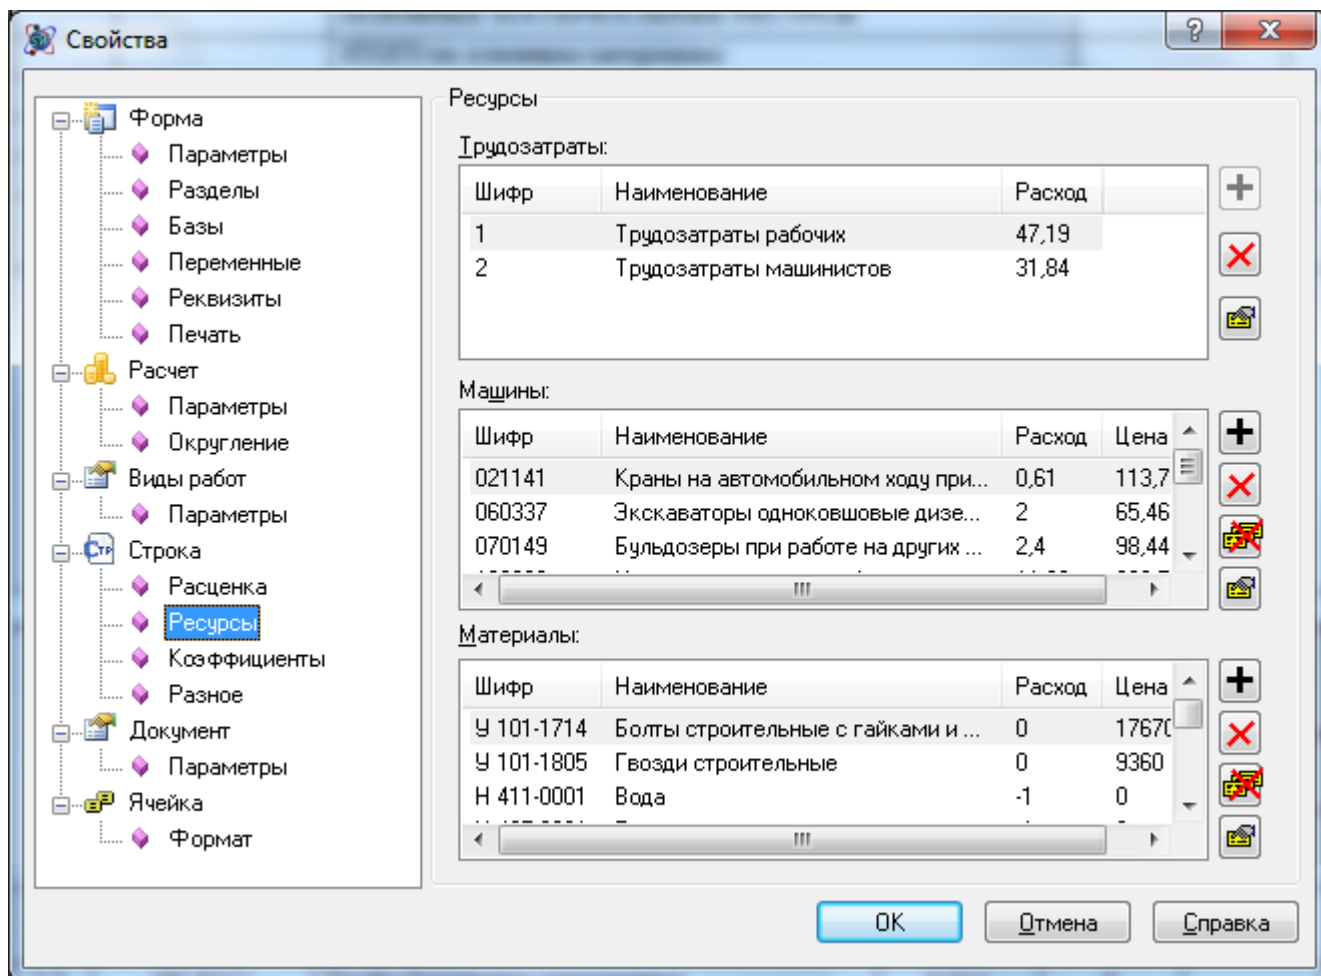 Свойства
Форма
Параметры
Разделы
Базы
Переменные
Реквизиты
Печать
Расчет
Параметры
Округление
Виды работ
Параметры
Строка
Расценка
Ресурсы
Коэффициенты
Разное
Документ
Параметры
Ячейка
Формат
Ресурсы
Трудозатраты:
Шифр Наименование Расход
1 Трудозатраты рабочих 47,19
2 Трудозатраты машинистов 31,84
Машины:
Шифр Наименование Расход Цена
021141 Краны на автомобильном ходу при... 0,61 113,7
060337 Экскаваторы одноковшовые дизе... 2 65,46
070149 Бульдозеры при работе на других ... 2,4 98,44
Материалы:
Шифр Наименование Расход Цена
У 101-1714 Болты строительные с гайками и ... 0 17670
У 101-1805 Гвозди строительные 0 9360
Н 411-0001 Вода -1 0
OK Отмена Справка